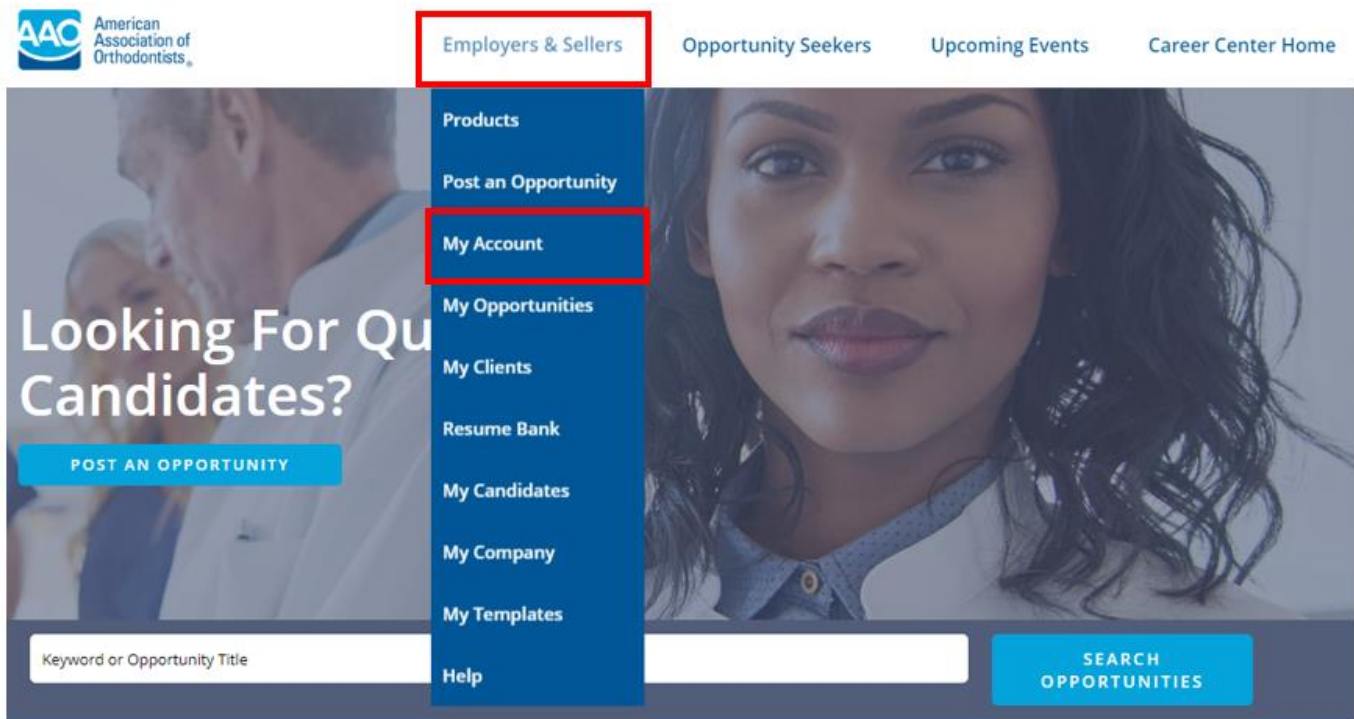 AAO
American
Association of
Orthodontists®
Employers & Sellers
Opportunity Seekers
Upcoming Events
Career Center Home
Products
Post an Opportunity
My Account
My Opportunities
My Clients
Resume Bank
My Candidates
My Company
My Templates
Help
Looking For Qu
Candidates?
POST AN OPPORTUNITY
Keyword or Opportunity Title
SEARCH
OPPORTUNITIES